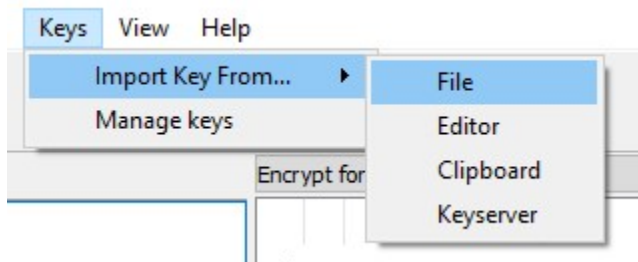 Keys View Help
Import Key From...
Manage keys
File
Editor
Clipboard
Keyserver
Encrypt for